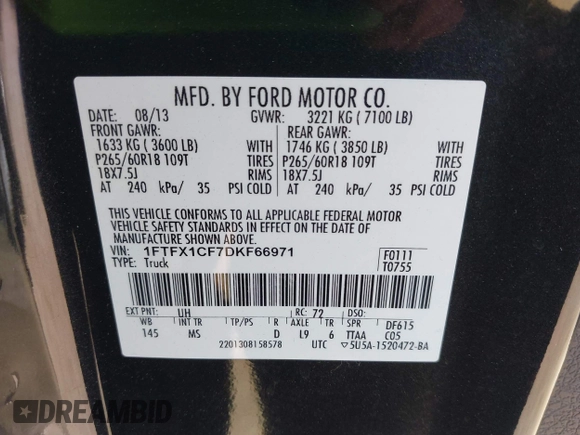 MFD. BY FORD MOTOR CO.
DATE: 08/13 GVWR: 3221 KG ( 7100 LB)
FRONT GAWR: REAR GAWR:
1633 KG ( 3600 LB) WITH 1746 KG ( 3850 LB) WITH
P265/60R18 109T TIRES P265/60R18 109T TIRES
18X7.5J RIMS 18X7.5J RIMS
AT 240 kPa/ 35 PSI COLD AT 240 kPa/ 35 PSI COLD
THIS VEHICLE CONFORMS TO ALL APPLICABLE FEDERAL MOTOR
VEHICLE SAFETY STANDARDS IN EFFECT ON THE DATE OF
MANUFACTURE SHOWN ABOVE.
VIN: 1FTFX1CF7DKF66971 F0111
TYPE: Truck T0755
EXT PNT: UH RC: 72 DSO:
WB INT TR TP/PS R AXLE TR SPR DF615
145 MS D L9 6 TTAA C05
2201308158578 UTC ▽5U5A-1520472-BA
DREAMBID